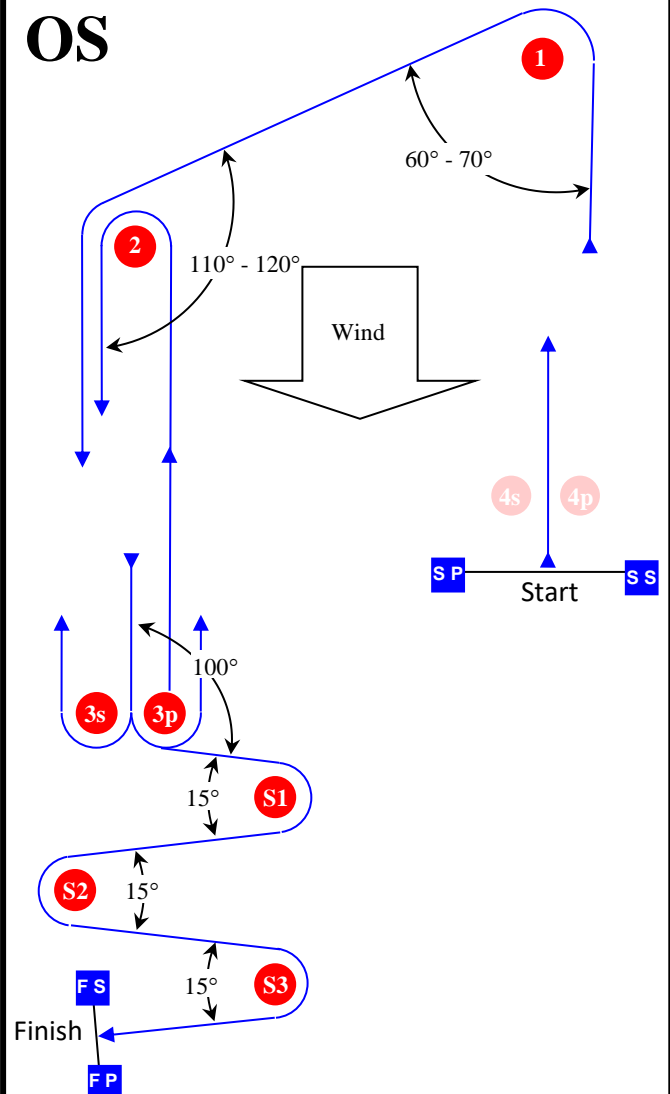 OS
1
60° - 70°
2
110° - 120°
Wind
4s
4p
S P
S S
Start
100°
3s
3p
15°
S1
15°
S2
15°
S3
F S
Finish
F P